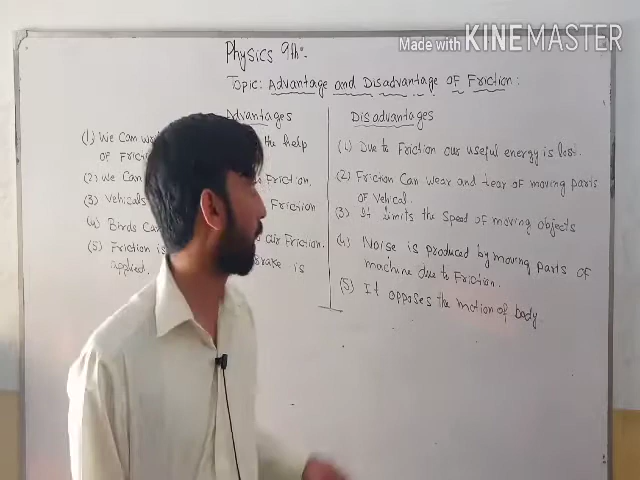 Made with KINEMASTER
Physics 9th:-
Topic: Advantage and Disadvantage of Friction:
Advantages
(1) We Can the help
of
(2) We Can Friction.
(3) Vehicals Friction
(4) Birds air Friction.
(5) Friction is Brake is
applied.
Disadvantages
(1) Due to Friction our useful energy is lost.
(2) Friction Can wear and tear of moving parts
of Vehical.
(3) It limits the Speed of moving objects
(4) Noise is produced by moving parts of
machine due to Friction.
(5) It opposes the motion of body.